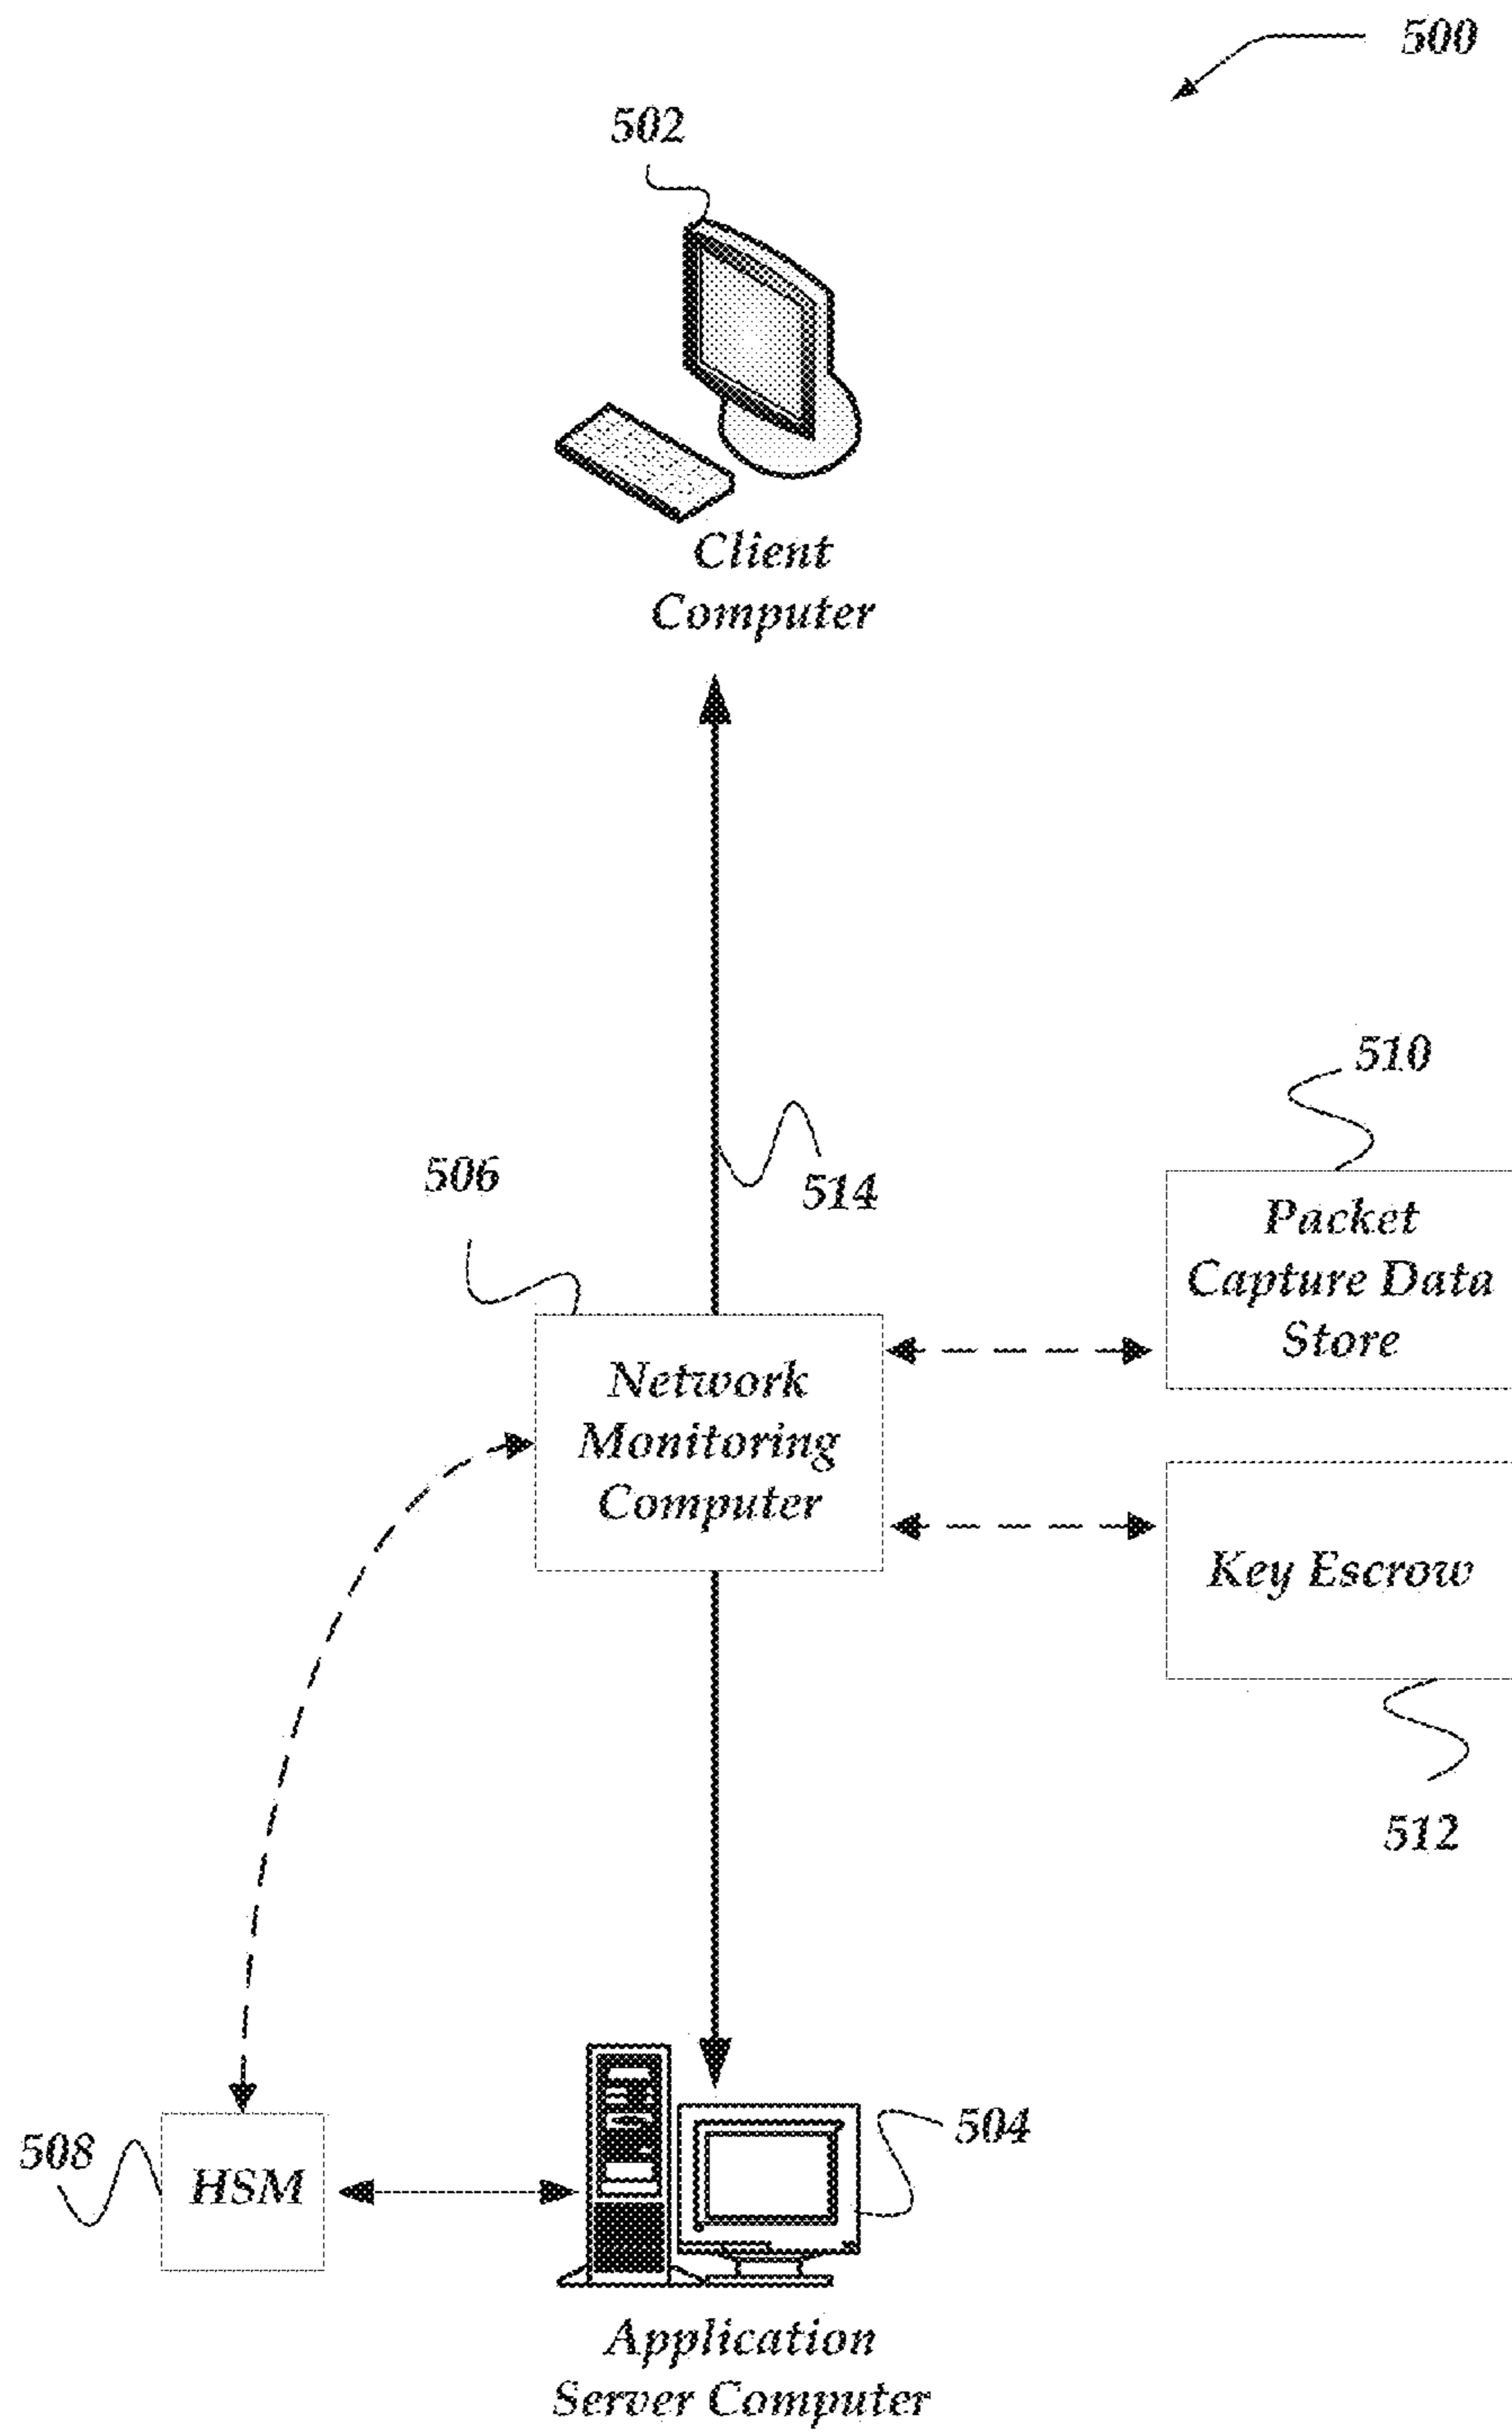 500
502
Client
Computer
510
506
514
Packet
Capture Data
Store
Network
Monitoring
Computer
Key Escrow
512
504
508
HSM
Application
Server Computer